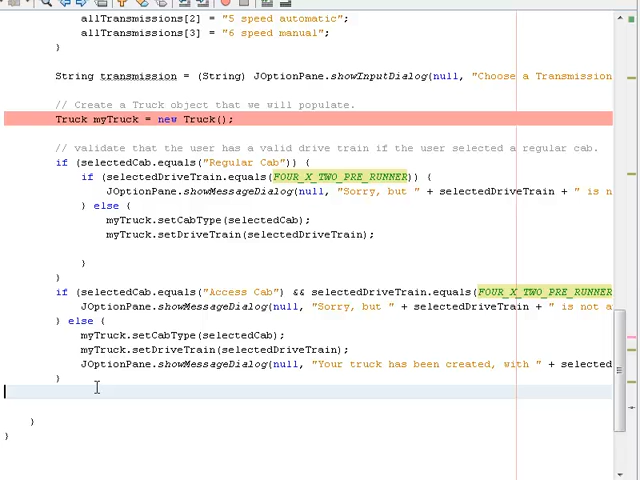 allTransmissions[2] = "5 speed automatic";
allTransmissions[3] = "6 speed manual";
}
String transmission = (String) JOptionPane.showInputDialog(null, "Choose a Transmission
// Create a Truck object that we will populate.
Truck myTruck = new Truck();
// validate that the user has a valid drive train if the user selected a regular cab.
if (selectedCab.equals("Regular Cab")) {
if (selectedDriveTrain.equals(FOUR_X_TWO_PRE_RUNNER)) {
JOptionPane.showMessageDialog(null, "Sorry, but " + selectedDriveTrain + " is n
} else {
myTruck.setCabType(selectedCab);
myTruck.setDriveTrain(selectedDriveTrain);
}
}
if (selectedCab.equals("Access Cab") && selectedDriveTrain.equals(FOUR_X_TWO_PRE_RUNNER
JOptionPane.showMessageDialog(null, "Sorry, but " + selectedDriveTrain + " is not a
} else {
myTruck.setCabType(selectedCab);
myTruck.setDriveTrain(selectedDriveTrain);
JOptionPane.showMessageDialog(null, "Your truck has been created, with " + selected
}
}
}